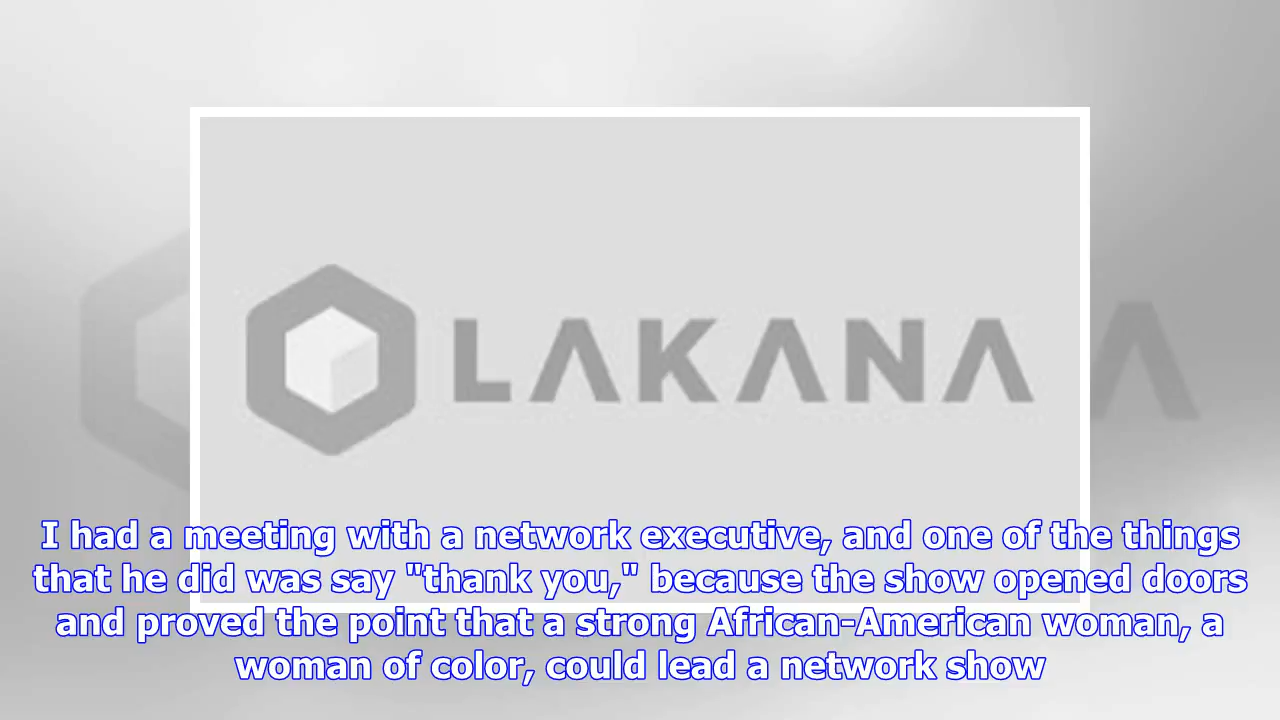 LAKANA
I had a meeting with a network executive, and one of the things
that he did was say "thank you," because the show opened doors
and proved the point that a strong African-American woman, a
woman of color, could lead a network show